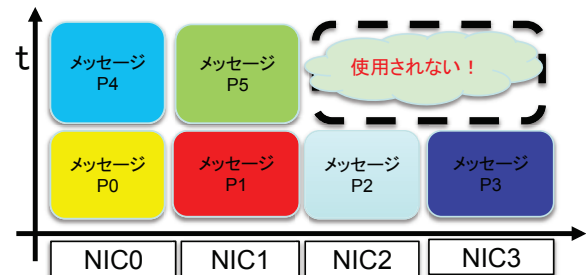 t
メッセージ
P4
メッセージ
P5
使用されない！
メッセージ
P0
メッセージ
P1
メッセージ
P2
メッセージ
P3
NIC0
NIC1
NIC2
NIC3